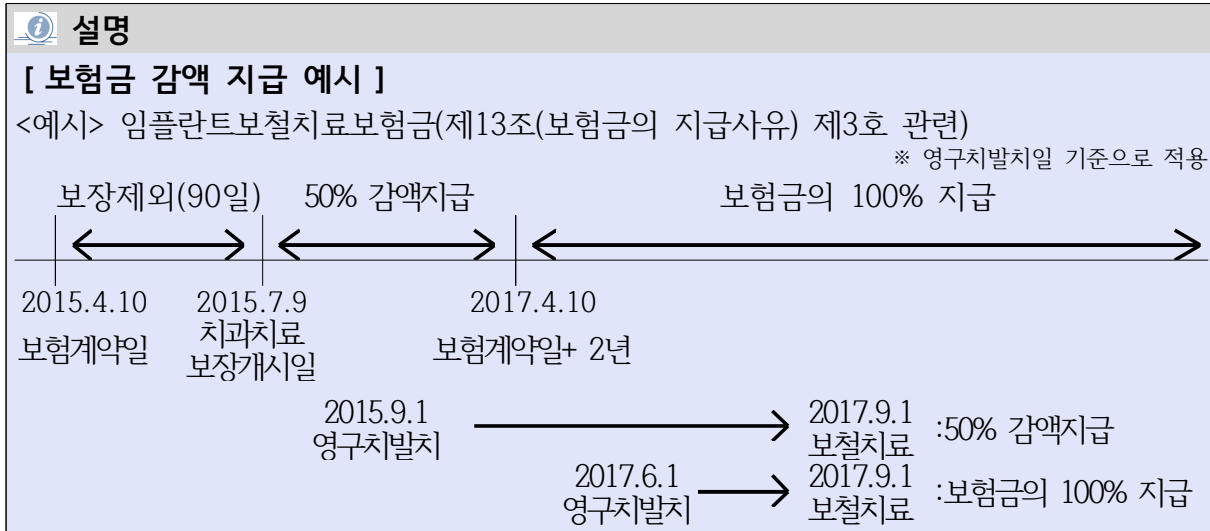 설명
[ 보험금 감액 지급 예시 ]
<예시> 임플란트보철치료보험금(제13조(보험금의 지급사유) 제3호 관련)
※ 영구치발치일 기준으로 적용
보장제외(90일) 50% 감액지급 보험금의 100% 지급
2015.4.10 2015.7.9 2017.4.10
보험계약일 치과치료 보장개시일 보험계약일+ 2년
2015.9.1 영구치발치 2017.9.1 보철치료 :50% 감액지급
2017.6.1 영구치발치 2017.9.1 보철치료 :보험금의 100% 지급